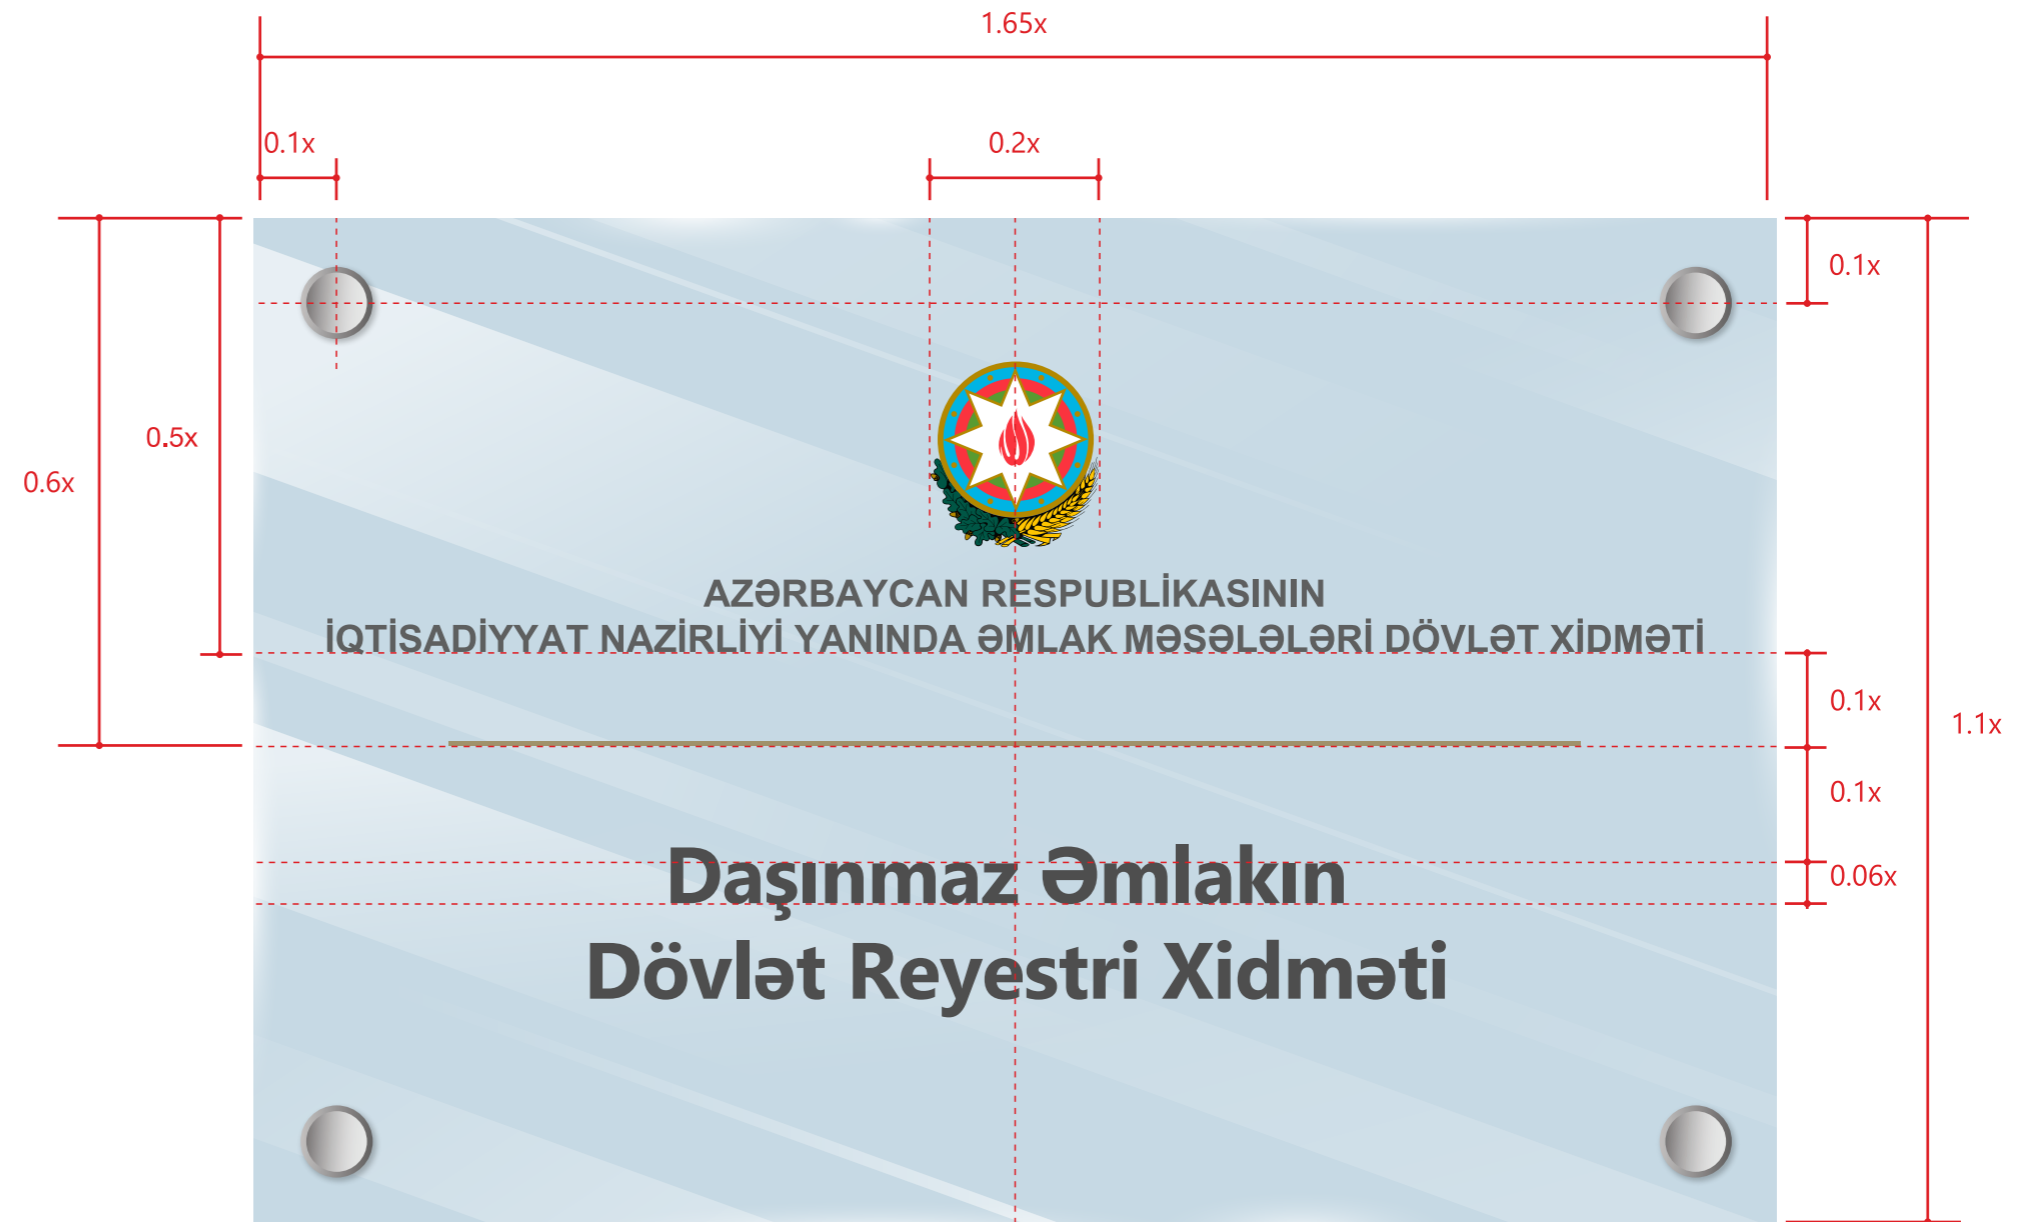 1.65x
0.1x
0.2x
0.1x
0.5x
0.6x
AZƏRBAYCAN RESPUBLİKASININ
İQTİSADİYYAT NAZİRLİYİ YANINDA ƏMLAK MƏSƏLƏLƏRİ DÖVLƏT XİDMƏTİ
0.1x
1.1x
0.1x
Daşınmaz Əmlakın
0.06x
Dövlət Reyestri Xidməti